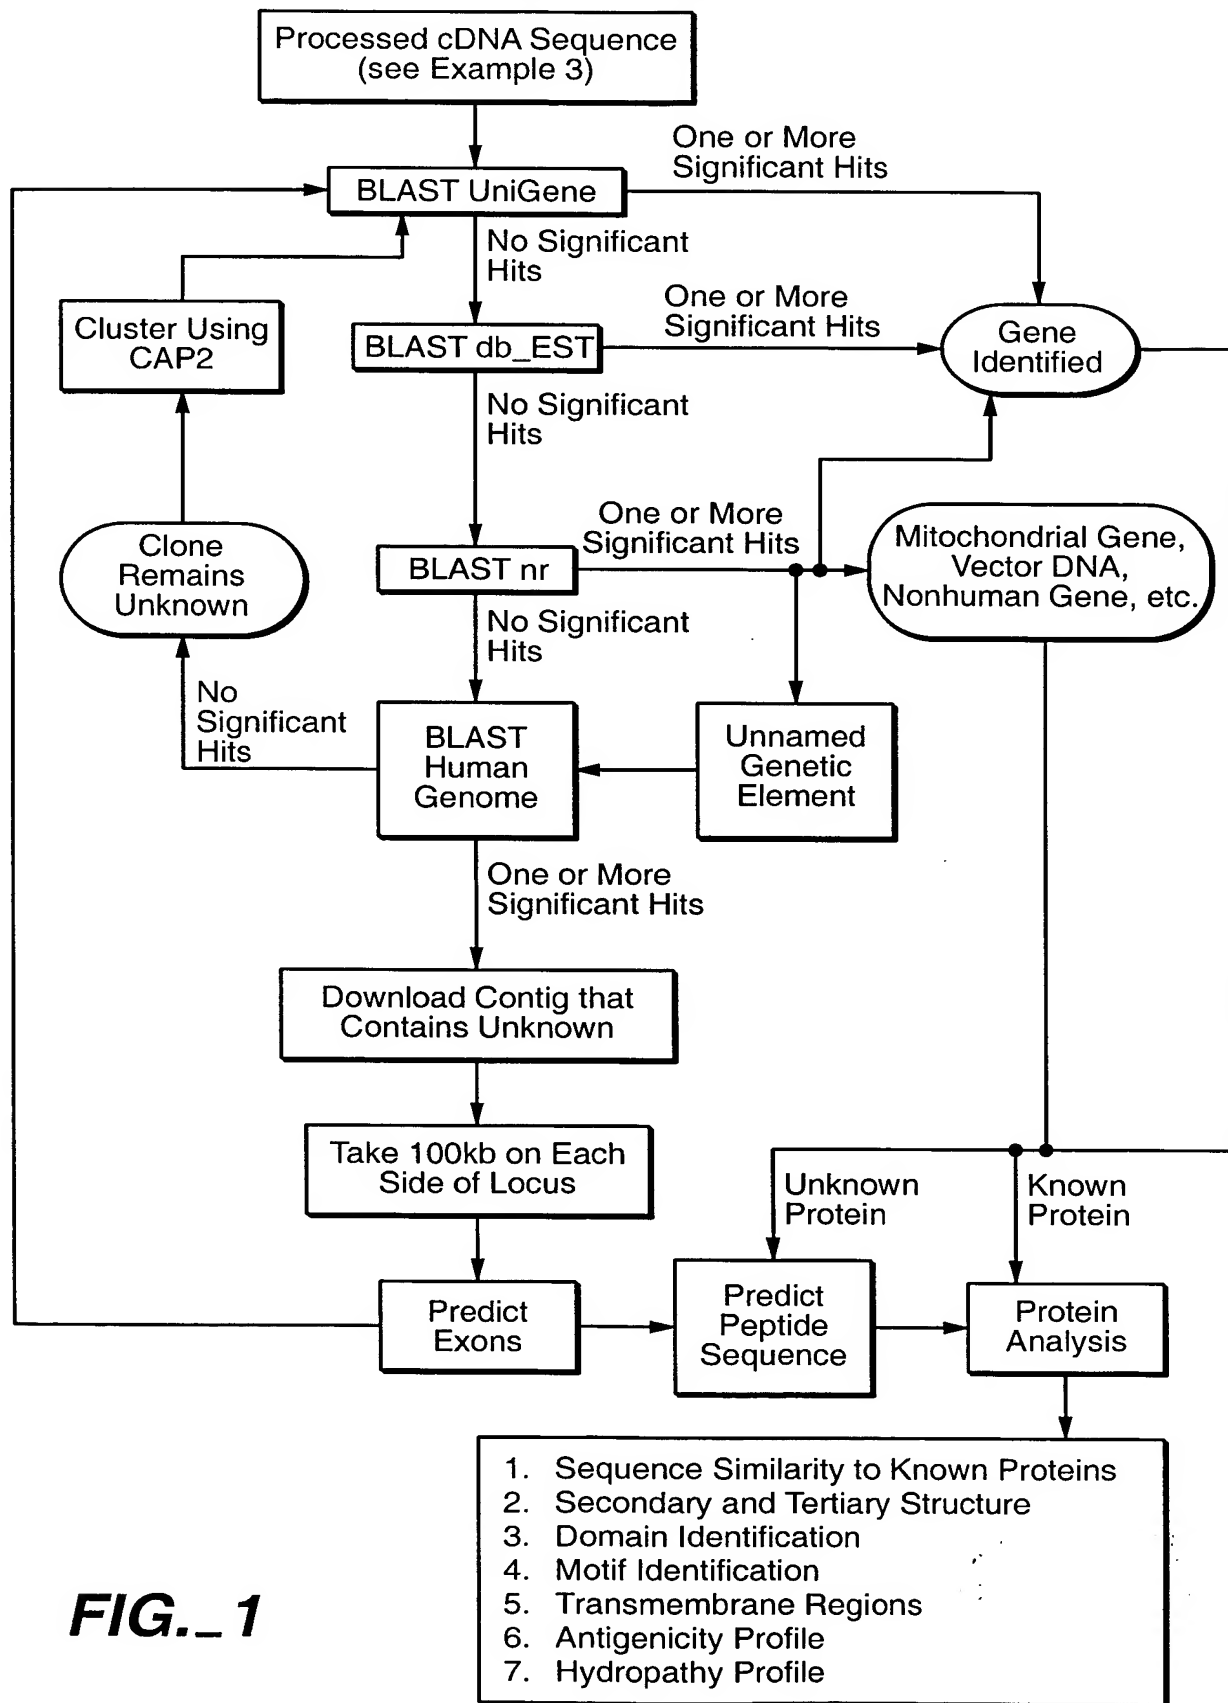 Processed cDNA Sequence
(see Example 3)
One or More
Significant Hits
BLAST UniGene
No Significant
Hits
One or More
Significant Hits
Cluster Using
CAP2
BLAST db_EST
Gene
Identified
No Significant
Hits
One or More
Significant Hits
Clone
Remains
Unknown
BLAST nr
Mitochondrial Gene,
Vector DNA,
Nonhuman Gene, etc.
No Significant
Hits
No
Significant
Hits
BLAST
Human
Genome
Unnamed
Genetic
Element
One or More
Significant Hits
Download Contig that
Contains Unknown
Take 100kb on Each
Side of Locus
Unknown
Protein
Known
Protein
Predict
Exons
Predict
Peptide
Sequence
Protein
Analysis
1. Sequence Similarity to Known Proteins
2. Secondary and Tertiary Structure
3. Domain Identification
4. Motif Identification
5. Transmembrane Regions
6. Antigenicity Profile
7. Hydropathy Profile
FIG._1